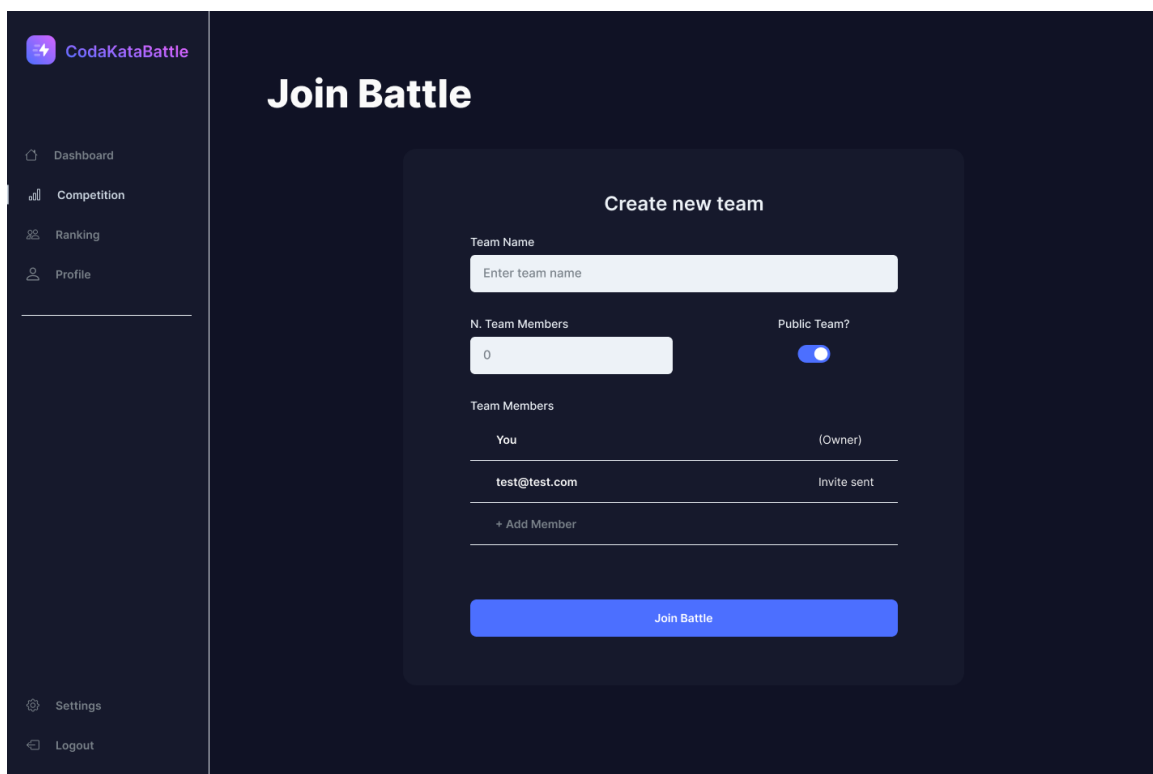 CodaKataBattle
Dashboard
Competition
Ranking
Profile
Settings
Logout
Join Battle
Create new team
Team Name
Enter team name
N. Team Members Public Team?
0
Team Members
You (Owner)
test@test.com Invite sent
+ Add Member
Join Battle